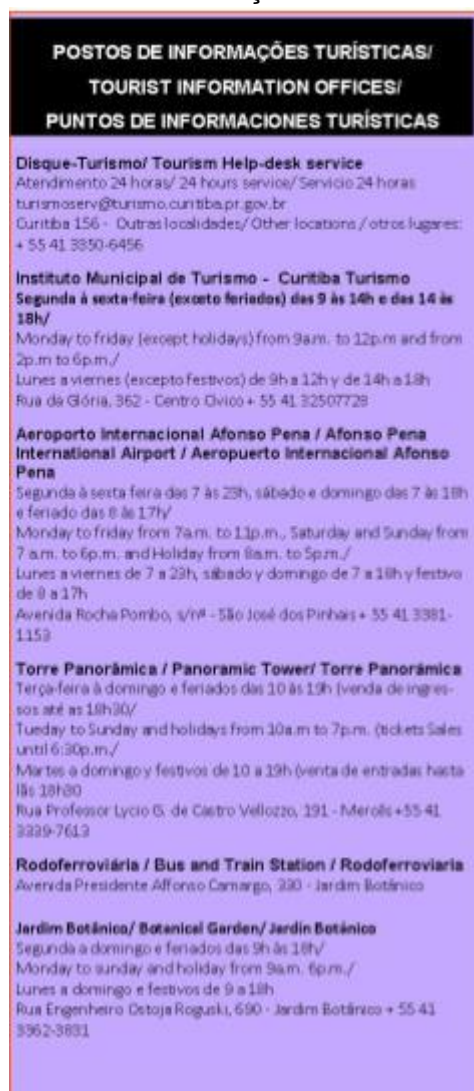 POSTOS DE INFORMAÇÕES TURÍSTICAS/
TOURIST INFORMATION OFFICES/
PUNTOS DE INFORMACIONES TURÍSTICAS
Disque-Turismo/ Tourism Help-desk service
Atendimento 24 horas/ 24 hours service/ Servicio 24 horas
turismoserv@turismo.curitiba.pr.gov.br
Curitiba 156 - Outras localidades/ Other locations / otros lugares:
+ 55 41 3350-6456
Instituto Municipal de Turismo - Curitiba Turismo
Segunda à sexta-feira (exceto feriados) das 9 às 14h e das 14 às
18h/
Monday to friday (except holidays) from 9a.m. to 12p.m and from
2p.m to 6p.m./
Lunes a viernes (excepto festivos) de 9h a 12h y de 14h a 18h
Rua da Glória, 362 - Centro Cívico + 55 41 32507728
Aeroporto Internacional Afonso Pena / Afonso Pena
International Airport / Aeropuerto Internacional Afonso
Pena
Segunda à sexta feira das 7 às 23h, sábado e domingo das 7 às 18h
e feriado das 8 às 17h/
Monday to friday from 7a.m. to 11p.m., Saturday and Sunday from
7 a.m. to 6p.m. and Holiday from 8a.m. to 5p.m./
Lunes a viernes de 7 a 23h, sábado y domingo de 7 a 18h y festivo
de 8 a 17h
Avenida Rocha Pombo, s/nº - São José dos Pinhais + 55 41 3381-
1153
Torre Panorâmica / Panoramic Tower/ Torre Panorámica
Terça-feira à domingo e feriados das 10 às 19h (venda de ingres-
sos até as 18h30/
Tueday to Sunday and holidays from 10a.m to 7p.m. (tickets Sales
until 6:30p.m./
Martes a domingo y festivos de 10 a 19h (venta de entradas hasta
lãs 18h30
Rua Professor Lycio G. de Castro Vellozzo, 191 - Mercês +55 41
3339-7613
Rodoferroviária / Bus and Train Station / Rodoferroviaria
Avenida Presidente Affonso Camargo, 330 - Jardim Botânico
Jardim Botânico/ Botanical Garden/ Jardín Botánico
Segunda a domingo e feriados das 9h às 18h/
Monday to sunday and holiday from 9a.m. 6p.m./
Lunes a domingo e festivos de 9 a 18h
Rua Engenheiro Ostoja Roguski, 690 - Jardim Botânico + 55 41
3362-3831